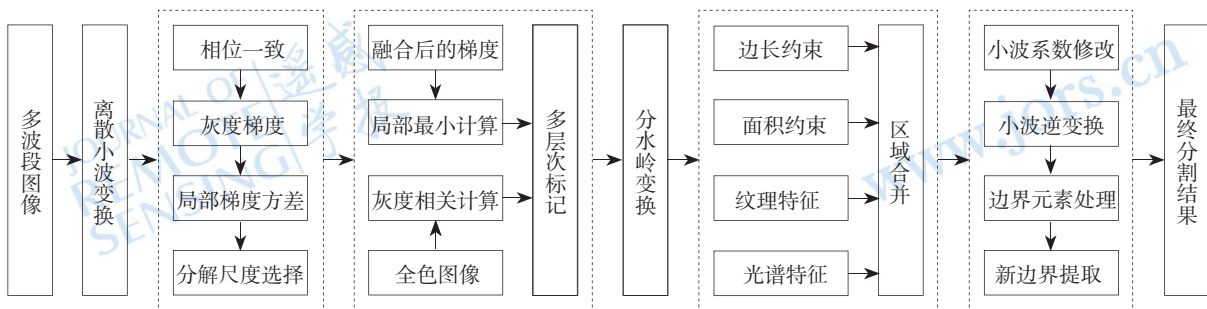 多波段图像
离散小波变换
相位一致
灰度梯度
局部梯度方差
分解尺度选择
融合后的梯度
局部最小计算
灰度相关计算
全色图像
多层次标记
分水岭变换
边长约束
面积约束
纹理特征
光谱特征
区域合并
小波系数修改
小波逆变换
边界元素处理
新边界提取
最终分割结果
JOURNAL OF
REMOTE
SENSING
遥感
学报
www.jors.cn